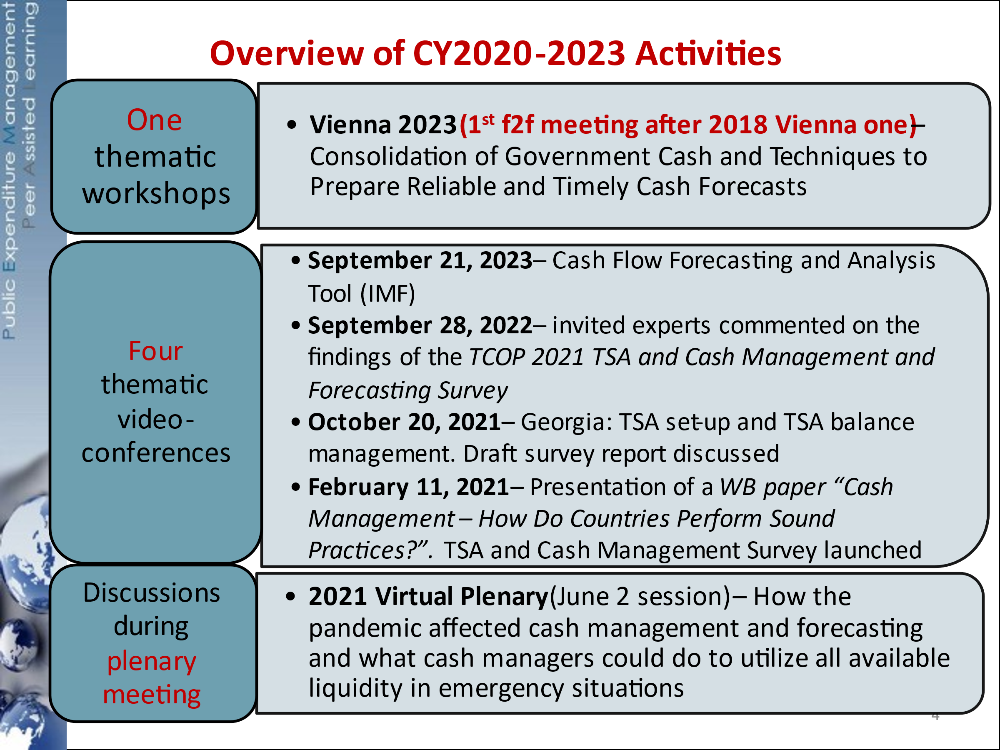 Public Expenditure Management
Peer Assisted Learning
Overview of CY2020-2023 Activities
One
thematic
workshops
• Vienna 2023 (1st f2f meeting after 2018 Vienna one) –
Consolidation of Government Cash and Techniques to
Prepare Reliable and Timely Cash Forecasts
Four
thematic
video-
conferences
• September 21, 2023 – Cash Flow Forecasting and Analysis
Tool (IMF)
• September 28, 2022 – invited experts commented on the
findings of the TCOP 2021 TSA and Cash Management and
Forecasting Survey
• October 20, 2021 – Georgia: TSA set-up and TSA balance
management. Draft survey report discussed
• February 11, 2021 – Presentation of a WB paper “Cash
Management – How Do Countries Perform Sound
Practices?”. TSA and Cash Management Survey launched
Discussions
during
plenary
meeting
• 2021 Virtual Plenary (June 2 session) – How the
pandemic affected cash management and forecasting
and what cash managers could do to utilize all available
liquidity in emergency situations
4